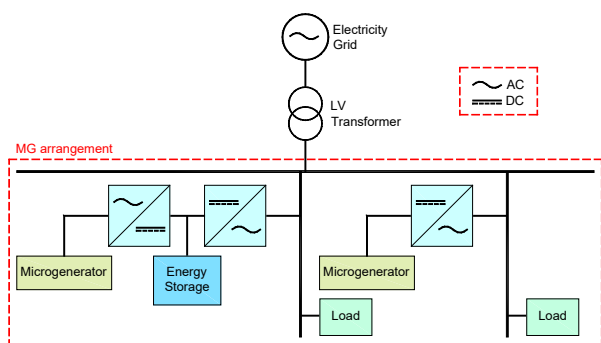 Electricity
Grid
AC
DC
LV
Transformer
MG arrangement
Microgenerator
Energy
Storage
Microgenerator
Load
Load